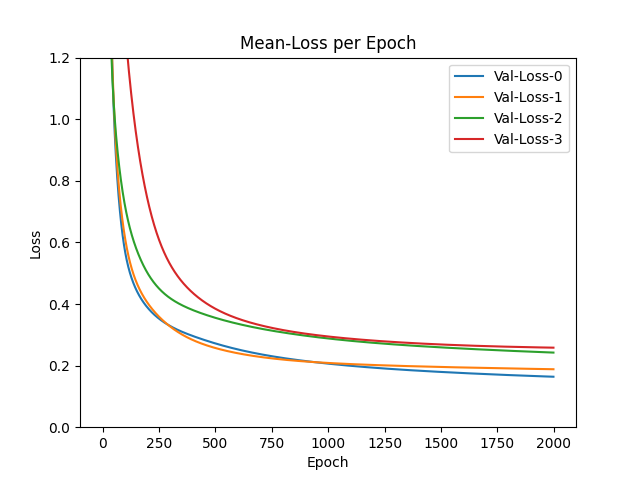 Mean-Loss per Epoch
1.2
1.0
0.8
0.6
0.4
0.2
0.0
Loss
Val-Loss-0
Val-Loss-1
Val-Loss-2
Val-Loss-3
0 250 500 750 1000 1250 1500 1750 2000
Epoch